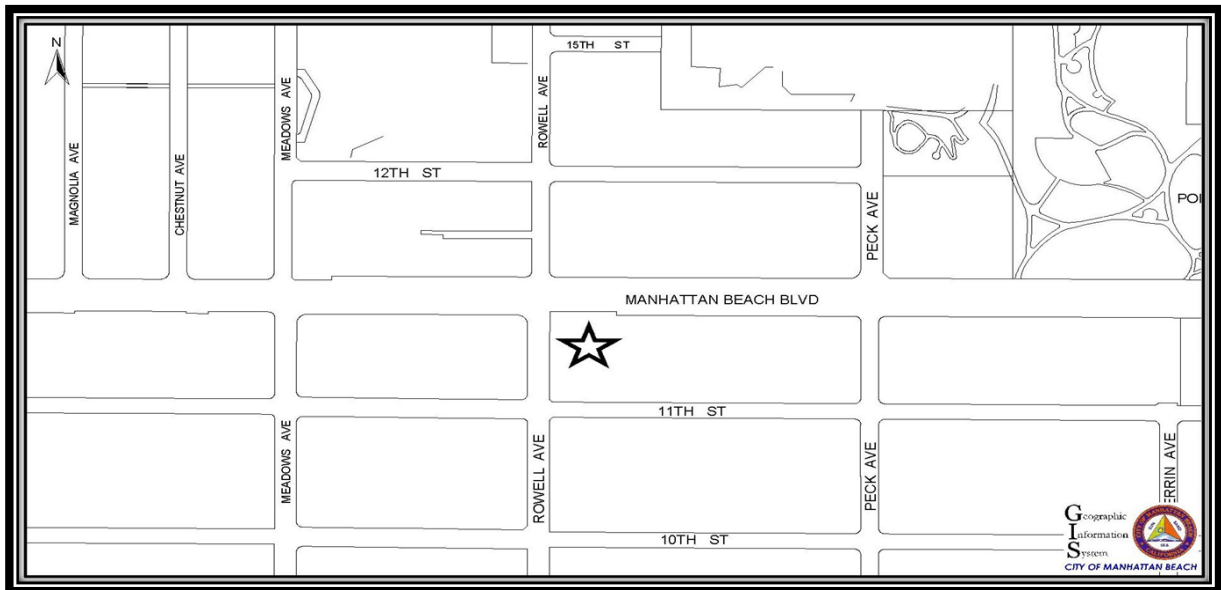 N
15TH ST
MEADOWS AVE
ROWELL AVE
MAGNOLIA AVE
CHESTNUT AVE
12TH ST
PECK AVE
MANHATTAN BEACH BLVD
11TH ST
MEADOWS AVE
ROWELL AVE
PECK AVE
10TH ST
Geographic
Information
System
CITY OF MANHATTAN BEACH